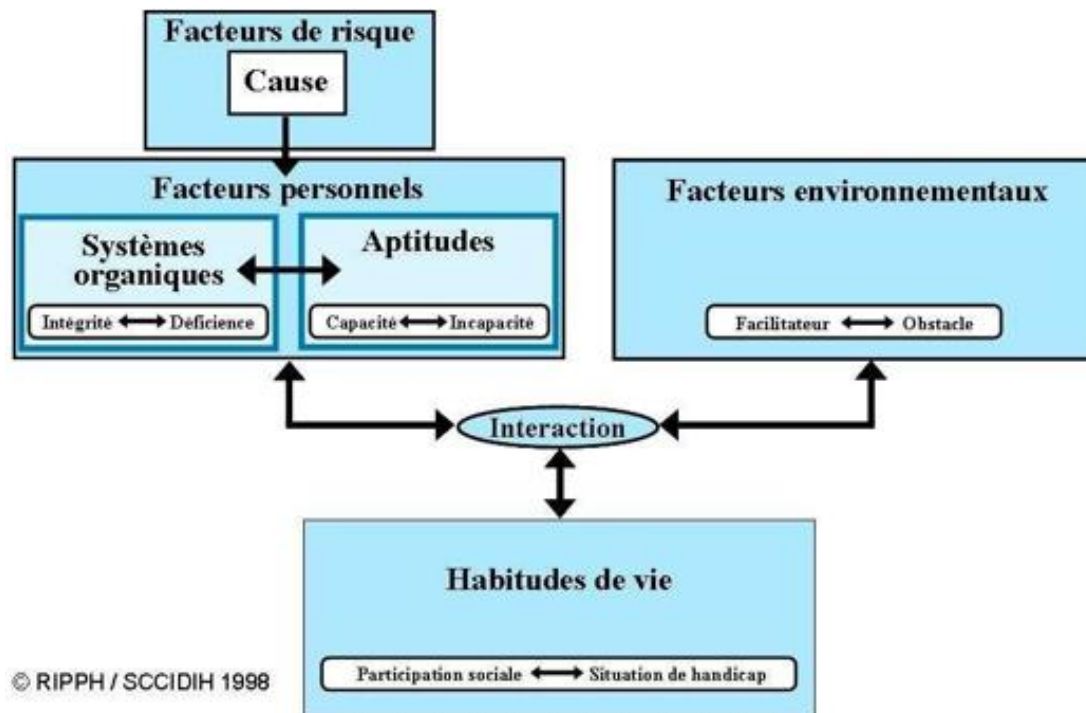 Facteurs de risque
Cause
Facteurs personnels
Systèmes
organiques
Intégrité
Déficience
Aptitudes
Capacité
Incapacité
Facteurs environnementaux
Facilitateur
Obstacle
Interaction
Habitudes de vie
Participation sociale
Situation de handicap
© RIPPH / SCCIDIH 1998